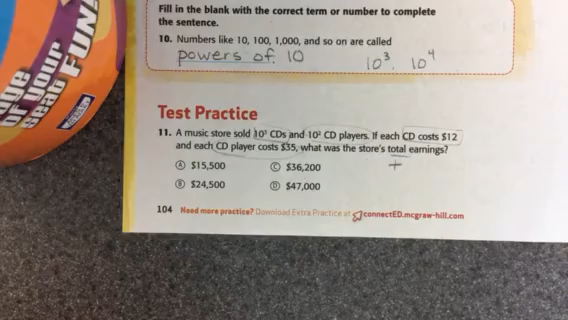 Fill in the blank with the correct term or number to complete
the sentence.
10. Numbers like 10, 100, 1,000, and so on are called
powers of 10
10³. 10⁴
Test Practice
11. A music store sold 10³ CDs and 10² CD players. If each CD costs $12
and each CD player costs $35, what was the store's total earnings?
+
Ⓐ $15,500
Ⓒ $36,200
Ⓑ $24,500
Ⓓ $47,000
104 Need more practice? Download Extra Practice at connectED.mcgraw-hill.com
of your
seat FUN!